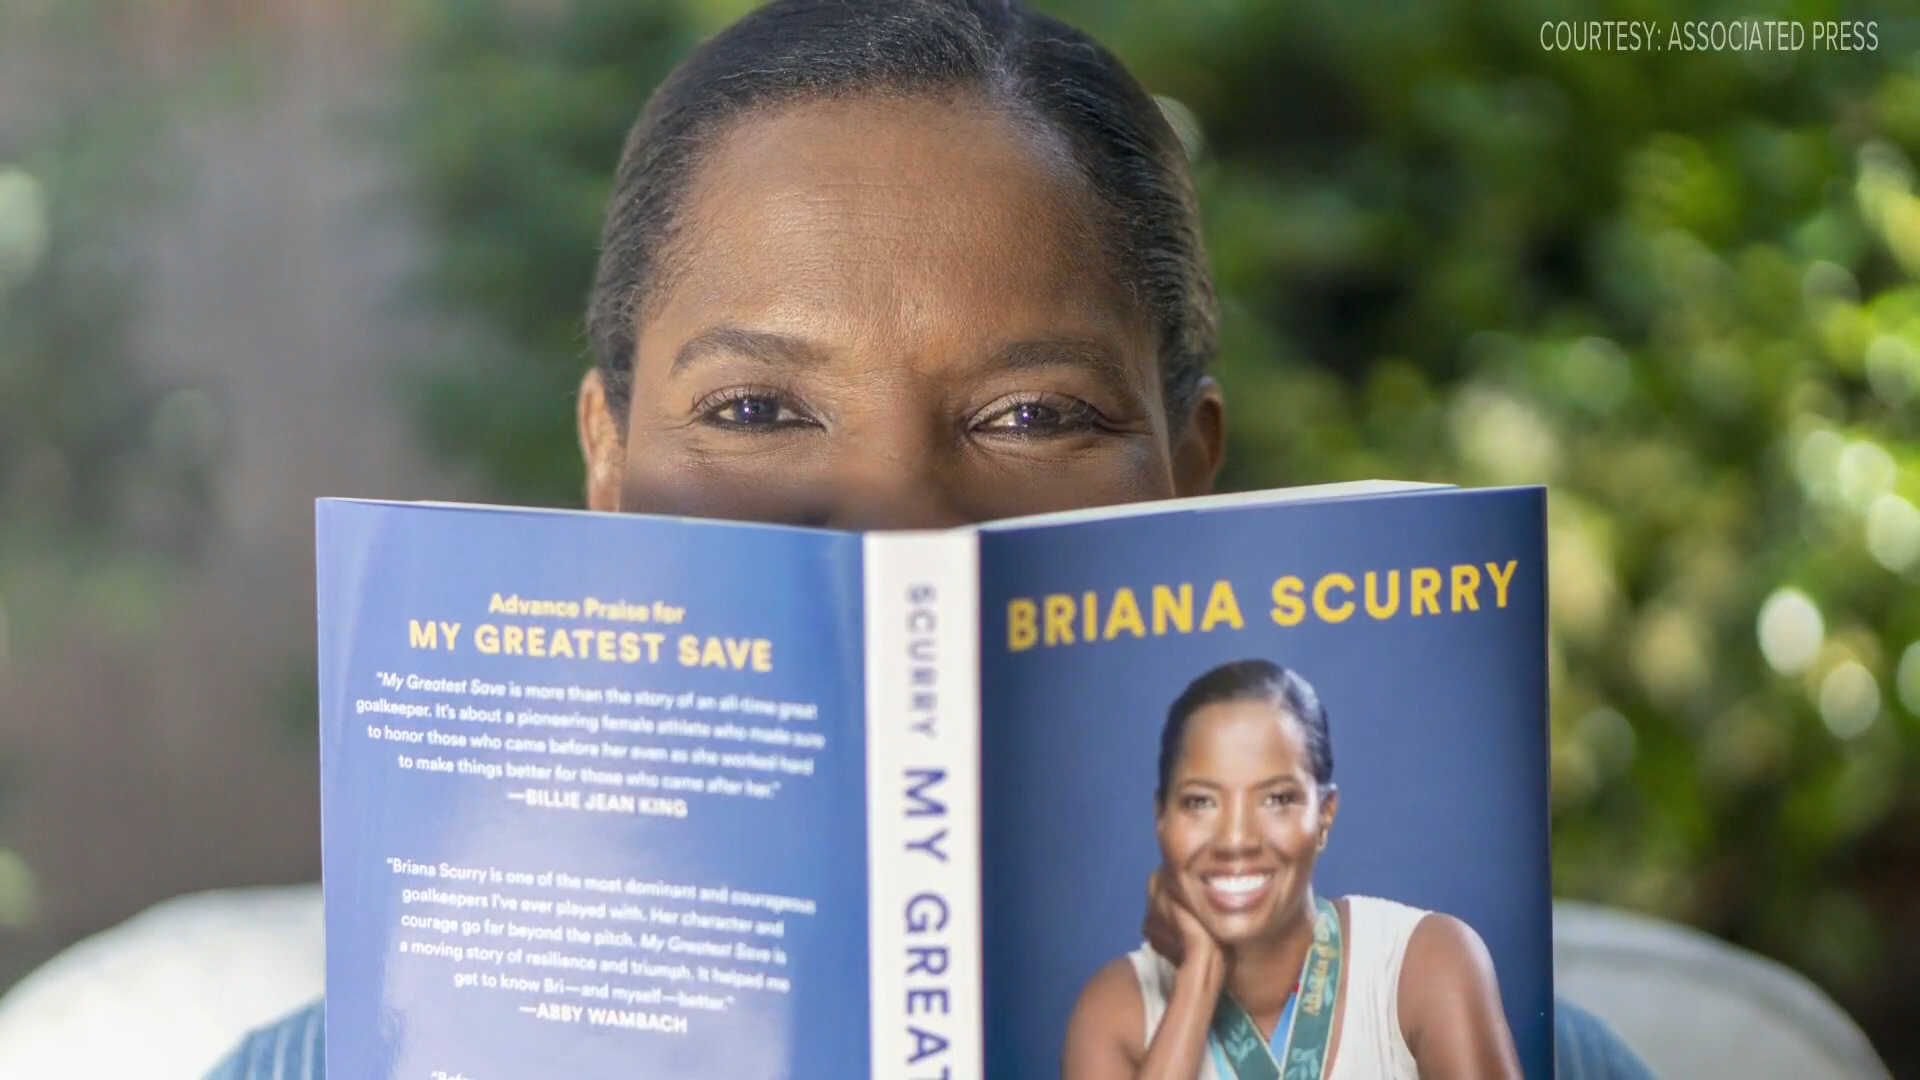 COURTESY: ASSOCIATED PRESS
Advance Praise for
MY GREATEST SAVE
"My Greatest Save is more than the story of an all-time great
goalkeeper. It's about a pioneering female athlete who made sure
to honor those who came before her even as she worked hard
to make things better for those who came after her."
—BILLIE JEAN KING
"Briana Scurry is one of the most dominant and courageous
goalkeepers I've ever played with. Her character and
courage go far beyond the pitch. My Greatest Save is
a moving story of resilience and triumph. It helped me
get to know Bri—and myself—better."
—ABBY WAMBACH
SCURRY MY GREAT
BRIANA SCURRY